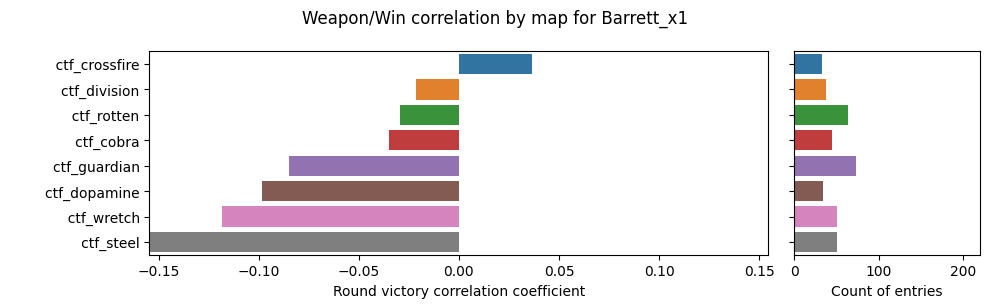 Weapon/Win correlation by map for Barrett_x1
ctf_crossfire
ctf_division
ctf_rotten
ctf_cobra
ctf_guardian
ctf_dopamine
ctf_wretch
ctf_steel
−0.15 −0.10 −0.05 0.00 0.05 0.10 0.15
Round victory correlation coefficient
0 100 200
Count of entries